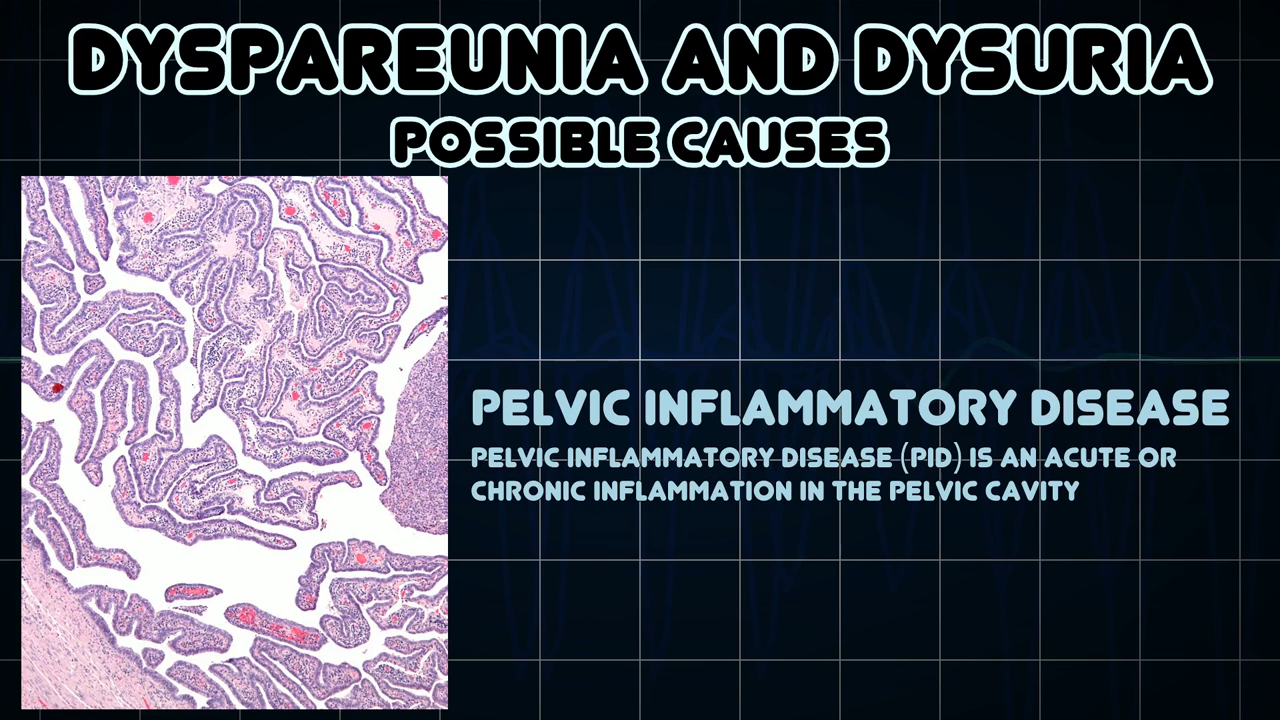 DYSPAREUNIA AND DYSURIA
POSSIBLE CAUSES
PELVIC INFLAMMATORY DISEASE
PELVIC INFLAMMATORY DISEASE (PID) IS AN ACUTE OR
CHRONIC INFLAMMATION IN THE PELVIC CAVITY